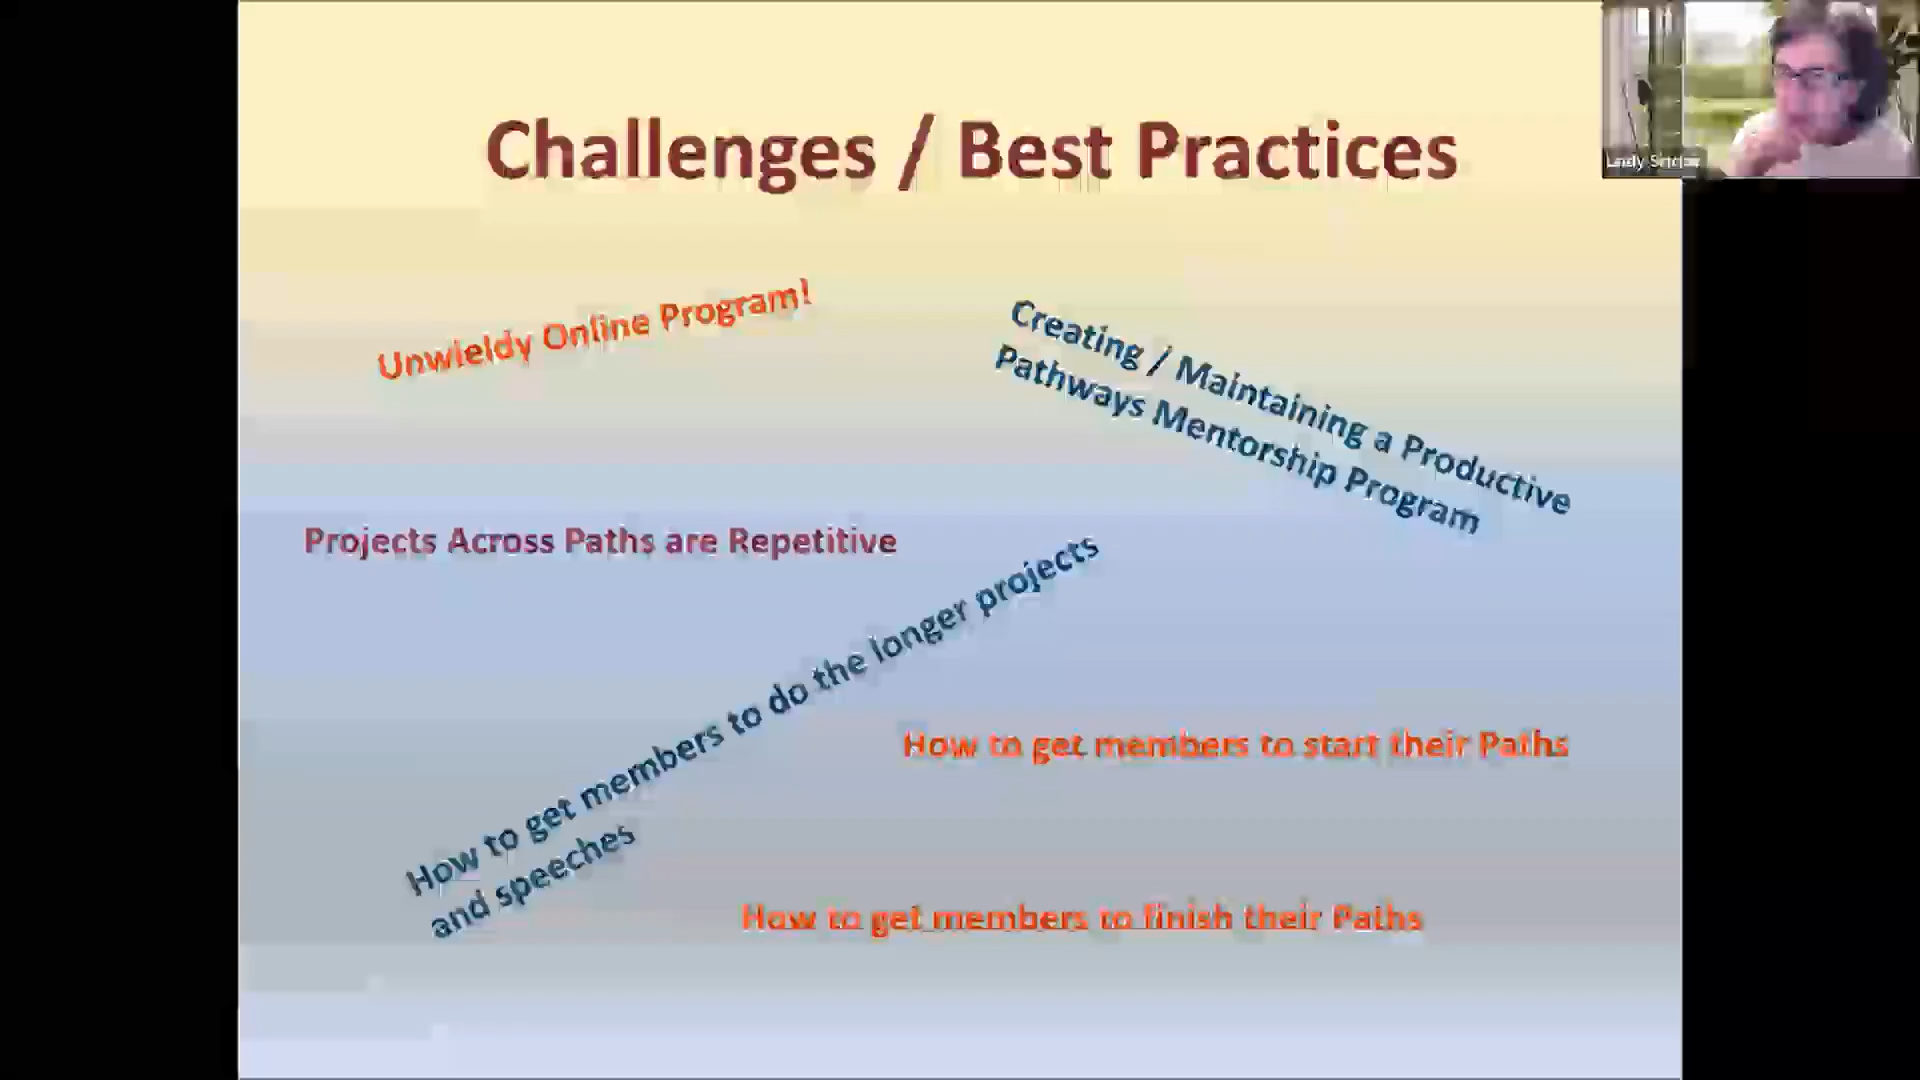 Challenges / Best Practices
Unwieldy Online Program!
Creating / Maintaining a Productive
Pathways Mentorship Program
Projects Across Paths are Repetitive
How to get members to do the longer projects
and speeches
How to get members to start their Paths
How to get members to finish their Paths